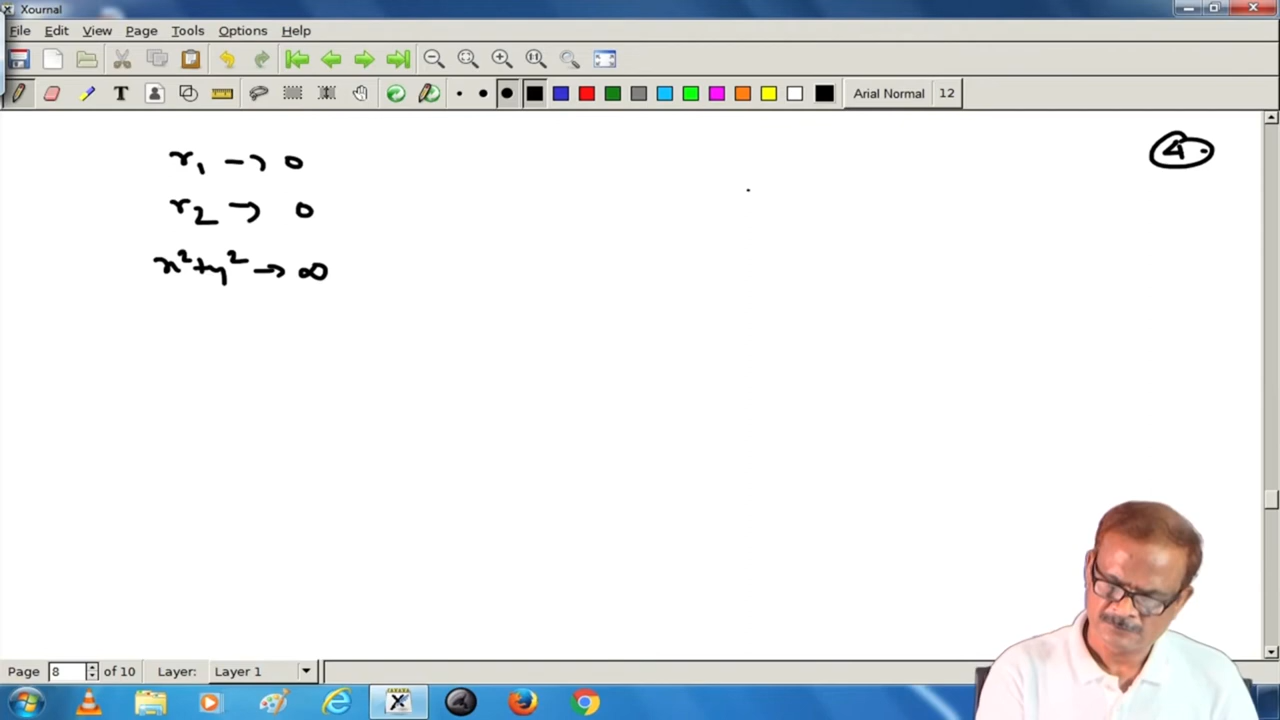 Xournal
File Edit View Page Tools Options Help
Arial Normal 12
r₁ → 0
4
r₂ → 0
x²+y² → ∞
Page 8 of 10 Layer: Layer 1